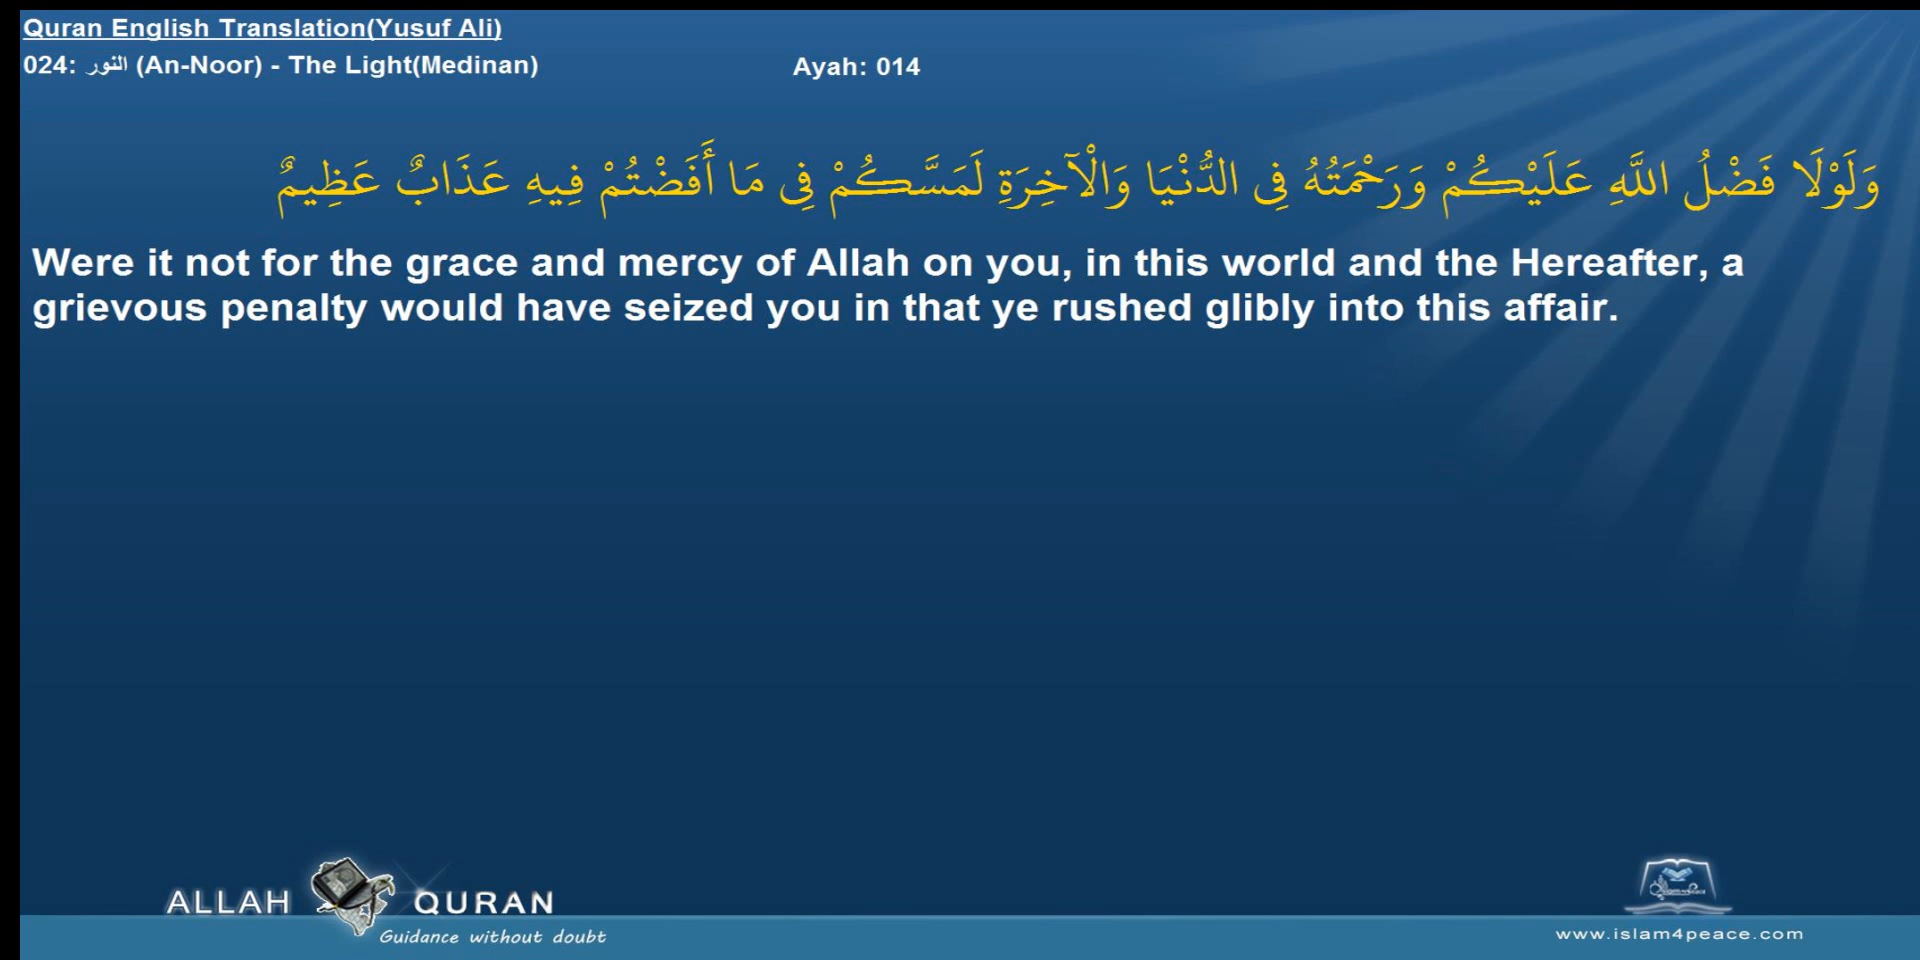 Quran English Translation(Yusuf Ali)
024: النور (An-Noor) - The Light(Medinan)
Ayah: 014
وَلَوْلَا فَضْلُ اللَّهِ عَلَيْكُمْ وَرَحْمَتُهُ فِى الدُّنْيَا وَالْآخِرَةِ لَمَسَّكُمْ فِى مَا أَفَضْتُمْ فِيهِ عَذَابٌ عَظِيمٌ
Were it not for the grace and mercy of Allah on you, in this world and the Hereafter, a
grievous penalty would have seized you in that ye rushed glibly into this affair.
ALLAH QURAN
Guidance without doubt
www.islam4peace.com